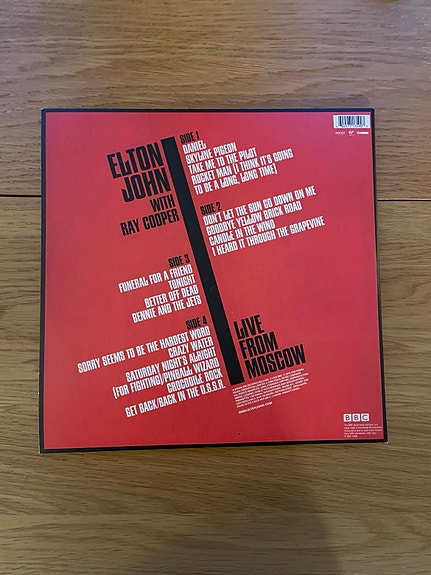 ELTON
JOHN
WITH
RAY COOPER
SIDE 1
DANIEL
SKYLINE PIGEON
TAKE ME TO THE PILOT
ROCKET MAN (I THINK IT'S GOING
TO BE A LONG, LONG TIME)
SIDE 2
DON'T LET THE SUN GO DOWN ON ME
GOODBYE YELLOW BRICK ROAD
CANDLE IN THE WIND
I HEARD IT THROUGH THE GRAPEVINE
SIDE 3
FUNERAL FOR A FRIEND
TONIGHT
BETTER OFF DEAD
BENNIE AND THE JETS
SIDE 4
SORRY SEEMS TO BE THE HARDEST WORD
CRAZY WATER
SATURDAY NIGHT'S ALRIGHT
(FOR FIGHTING)/PINBALL WIZARD
CROCODILE ROCK
GET BACK/BACK IN THE U.S.S.R.
LIVE
FROM
MOSCOW
WWW.ELTONJOHN.COM
BBC